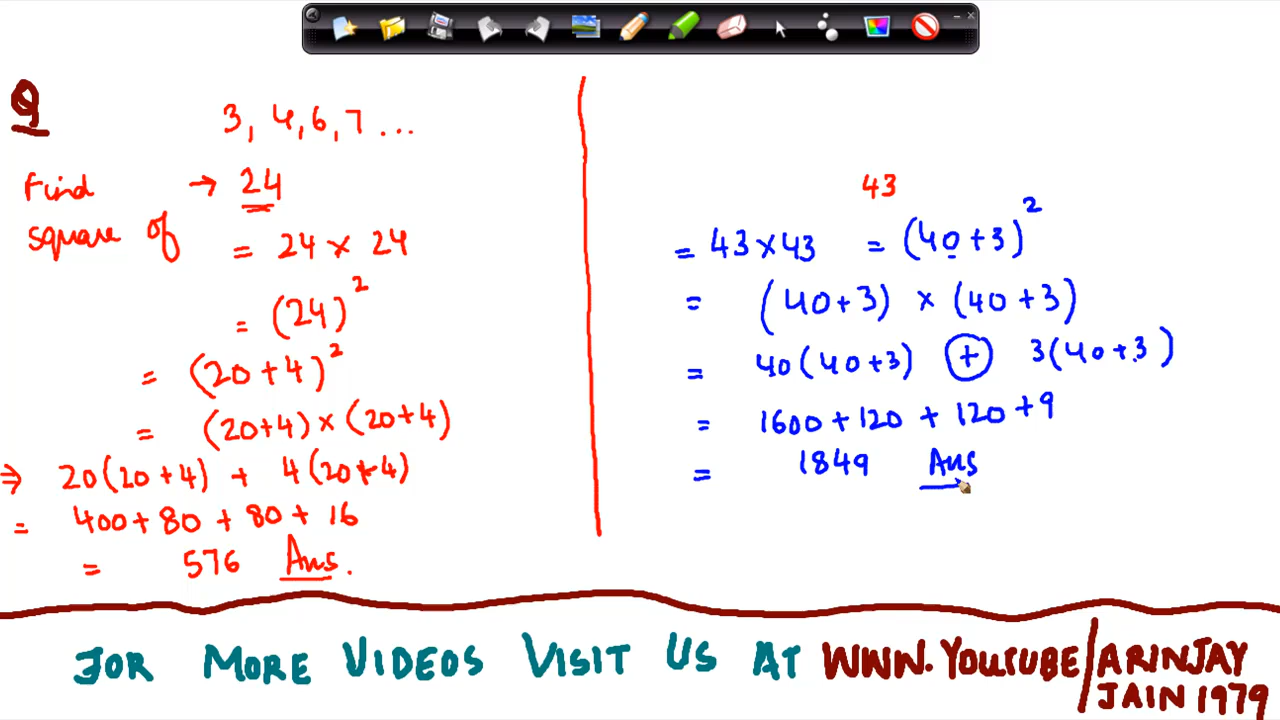 Q
3, 4, 6, 7 ...
Find square of → 24
= 24 × 24
= (24)²
= (20+4)²
= (20+4) × (20+4)
⇒ 20(20+4) + 4(20+4)
= 400 + 80 + 80 + 16
= 576 Ans.
43
= 43×43 = (40+3)²
= (40+3) × (40+3)
= 40(40+3) + 3(40+3)
= 1600 + 120 + 120 + 9
= 1849 Ans
FOR MORE VIDEOS VISIT US AT WWW.YOUTUBE/ARINJAY
JAIN1979